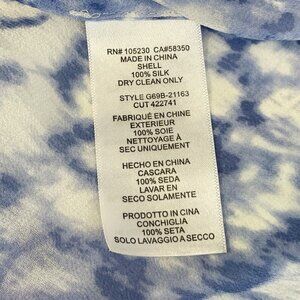 RN# 105230 CA#58350
MADE IN CHINA
SHELL
100% SILK
DRY CLEAN ONLY
STYLE G69B-21163
CUT 422741
FABRIQUÉ EN CHINE
EXTERIEUR
100% SOIE
NETTOYAGE À
SEC UNIQUEMENT
HECHO EN CHINA
CASCARA
100% SEDA
LAVAR EN
SECO SOLAMENTE
PRODOTTO IN CINA
CONCHIGLIA
100% SETA
SOLO LAVAGGIO A SECCO